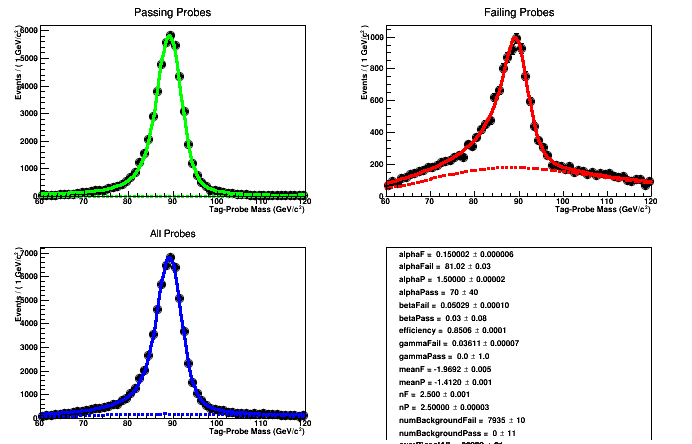 Passing Probes
Events / ( 1 GeV/c² )
6000
5000
4000
3000
2000
1000
0
60 70 80 90 100 110 120
Tag-Probe Mass (GeV/c²)
Failing Probes
Events / ( 1 GeV/c² )
1000
800
600
400
200
0
60 70 80 90 100 110 120
Tag-Probe Mass (GeV/c²)
All Probes
Events / ( 1 GeV/c² )
7000
6000
5000
4000
3000
2000
1000
0
60 70 80 90 100 110 120
Tag-Probe Mass (GeV/c²)
alphaF = 0.150002 ± 0.000006
alphaFail = 81.02 ± 0.03
alphaP = 1.50000 ± 0.00002
alphaPass = 70 ± 40
betaFail = 0.05029 ± 0.00010
betaPass = 0.03 ± 0.08
efficiency = 0.8506 ± 0.0001
gammaFail = 0.03611 ± 0.00007
gammaPass = 0.0 ± 1.0
meanF = -1.9692 ± 0.005
meanP = -1.4120 ± 0.001
nF = 2.500 ± 0.001
nP = 2.50000 ± 0.00003
numBackgroundFail = 7935 ± 10
numBackgroundPass = 0 ± 11